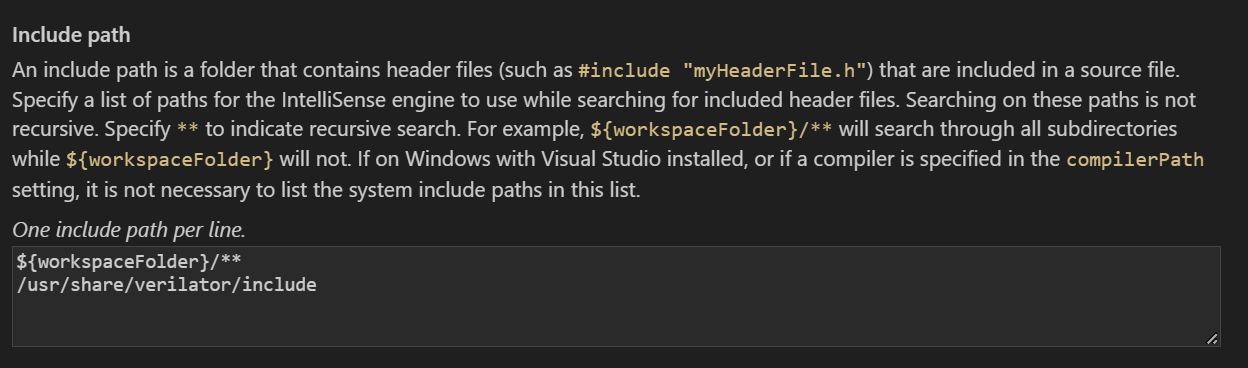 Include path
An include path is a folder that contains header files (such as #include "myHeaderFile.h") that are included in a source file.
Specify a list of paths for the IntelliSense engine to use while searching for included header files. Searching on these paths is not
recursive. Specify ** to indicate recursive search. For example, ${workspaceFolder}/** will search through all subdirectories
while ${workspaceFolder} will not. If on Windows with Visual Studio installed, or if a compiler is specified in the compilerPath
setting, it is not necessary to list the system include paths in this list.
One include path per line.
${workspaceFolder}/**
/usr/share/verilator/include